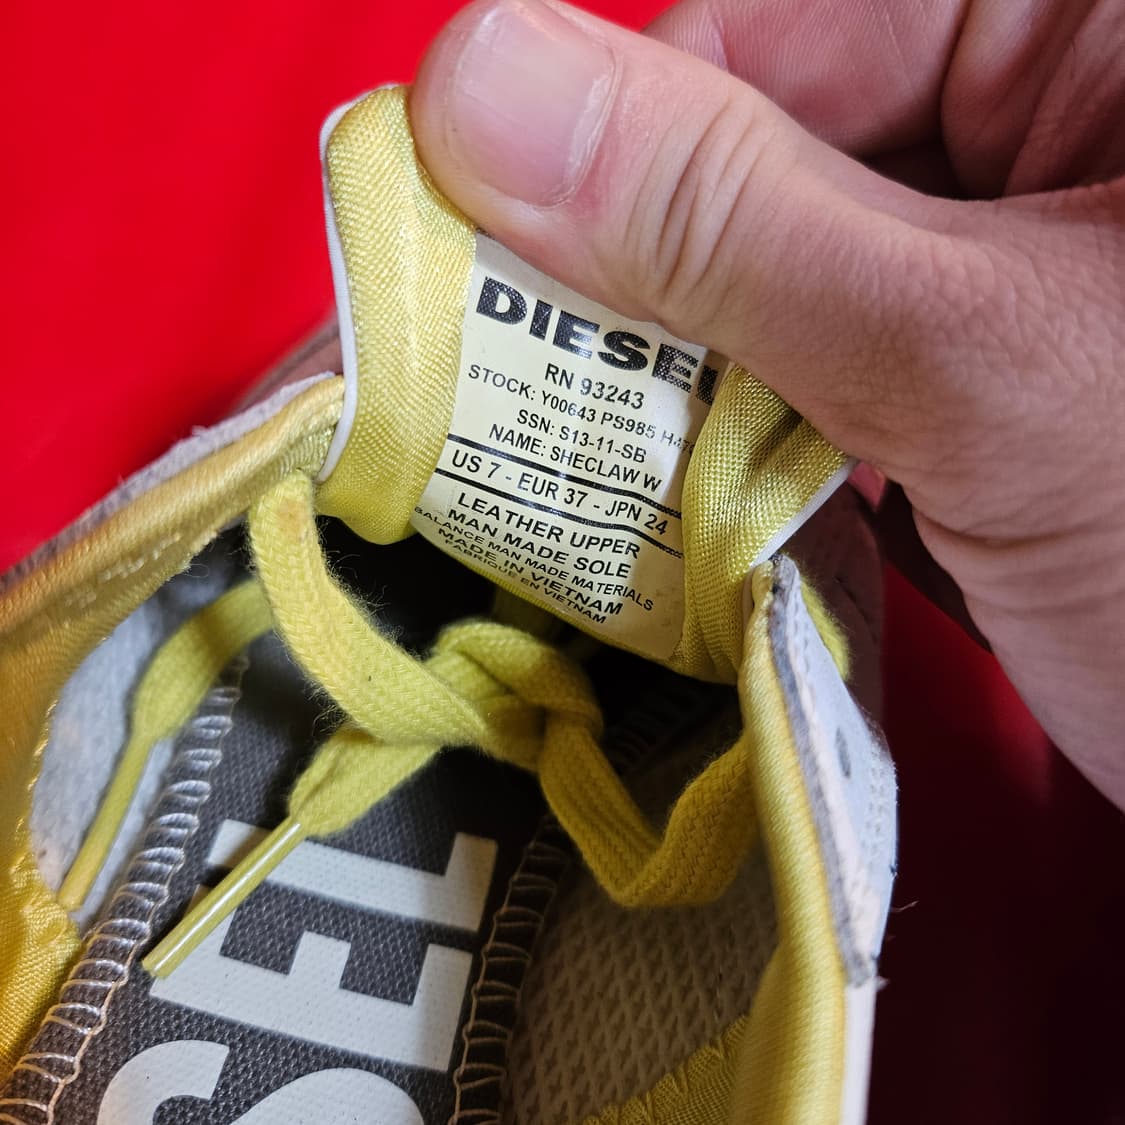 DIESEL
RN 93243
STOCK: Y00643 PS985
SSN: S13-11-SB
NAME: SHECLAW W
US 7 - EUR 37 - JPN 24
LEATHER UPPER
MAN MADE SOLE
BALANCE MAN MADE MATERIALS
MADE IN VIETNAM
FABRIQUE EN VIETNAM
SEL